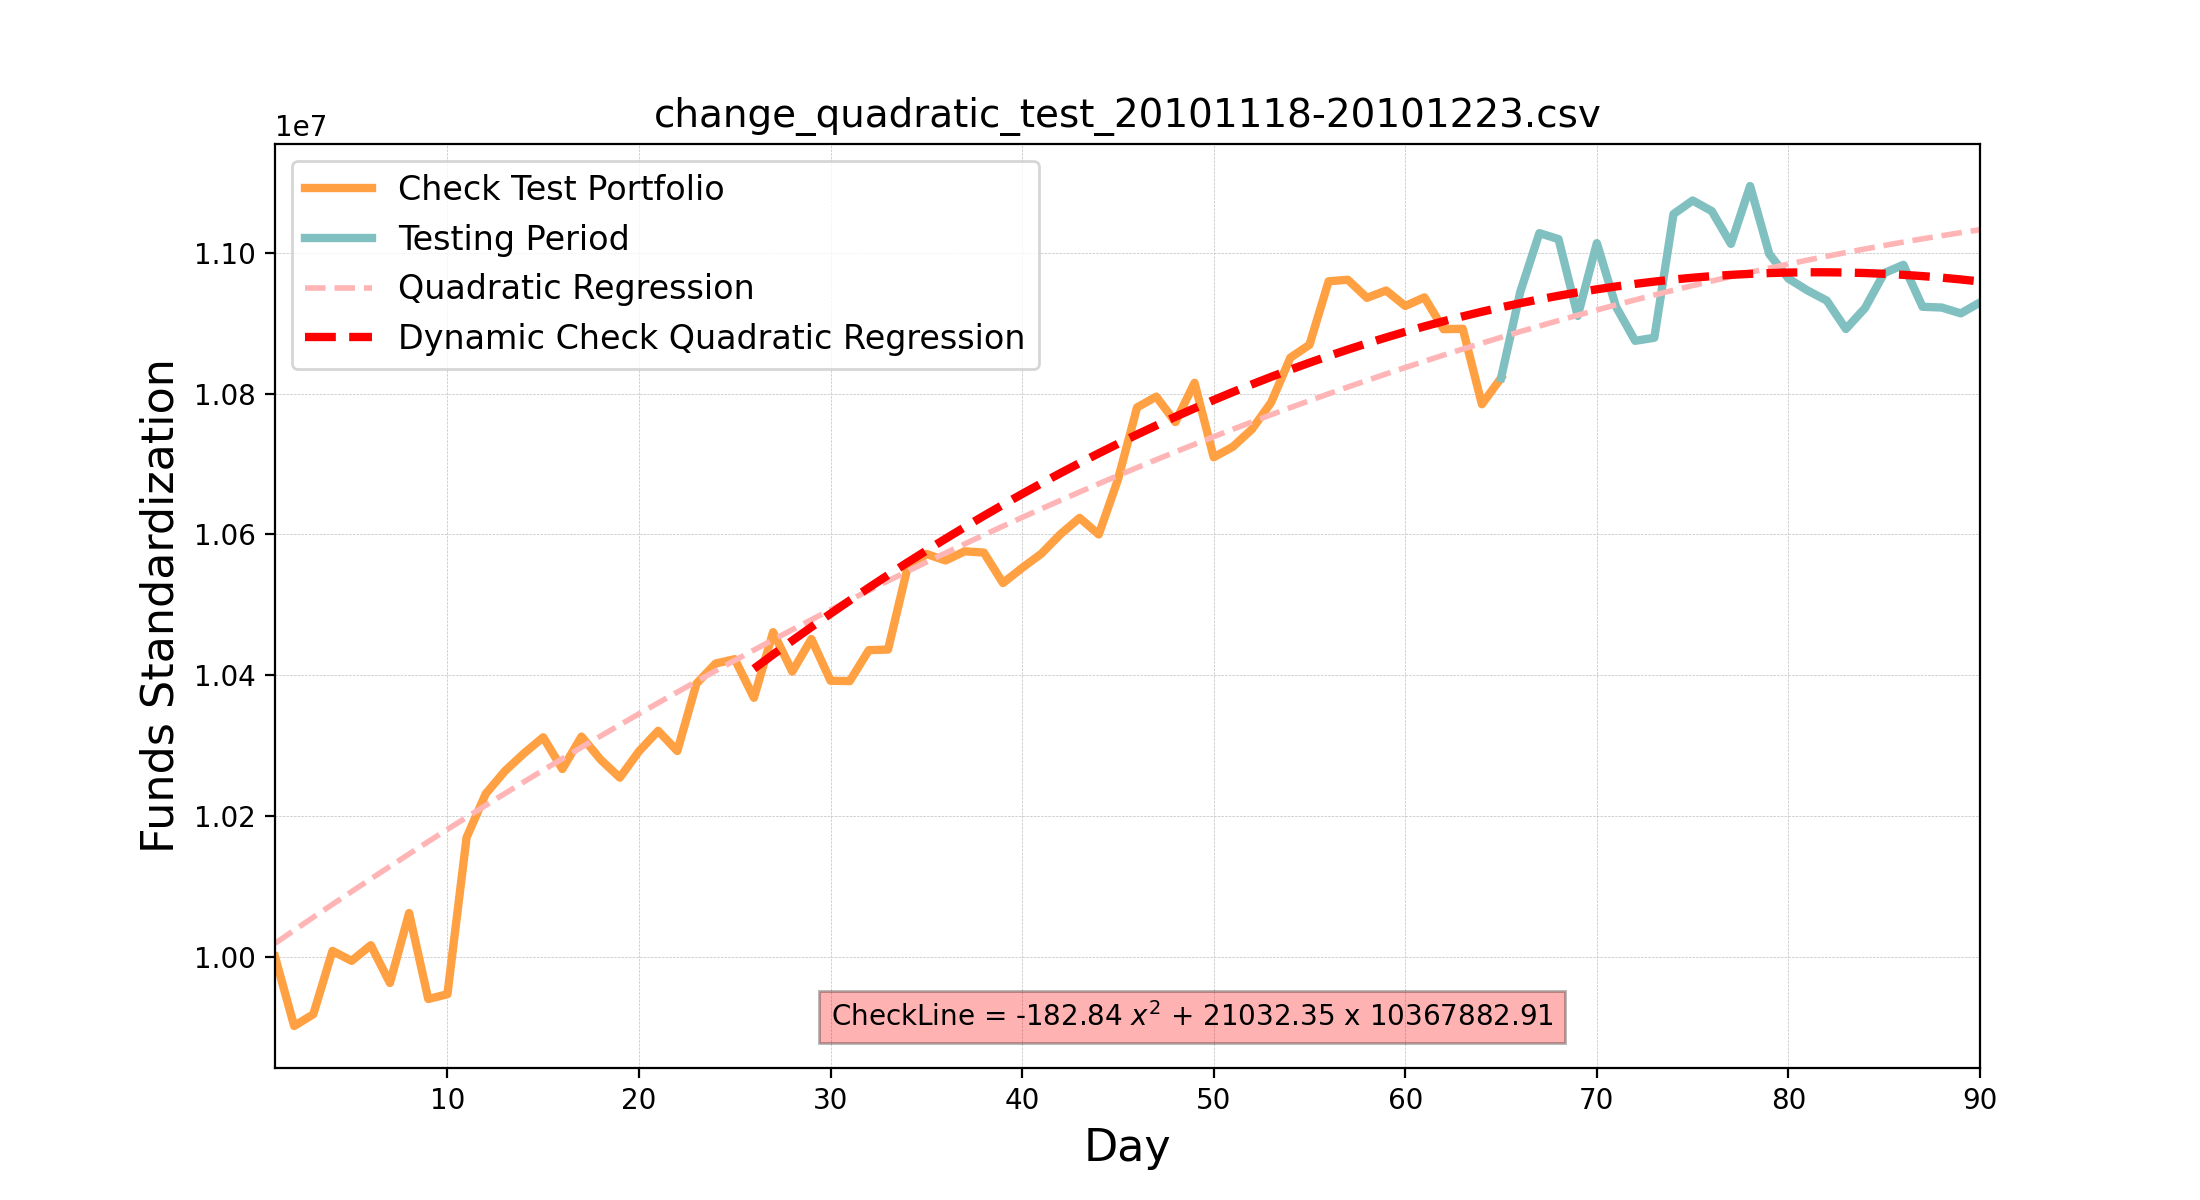 change_quadratic_test_20101118-20101223.csv
1e7
Check Test Portfolio
Testing Period
Quadratic Regression
Dynamic Check Quadratic Regression
1.10
1.08
1.06
1.04
1.02
1.00
Funds Standardization
CheckLine = -182.84 x² + 21032.35 x 10367882.91
10 20 30 40 50 60 70 80 90
Day